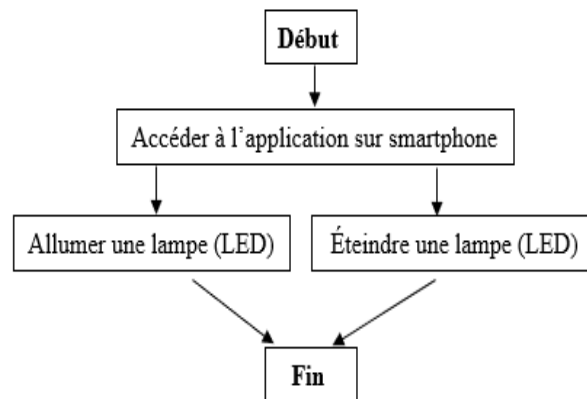 Début
Accéder à l’application sur smartphone
Allumer une lampe (LED)
Éteindre une lampe (LED)
Fin